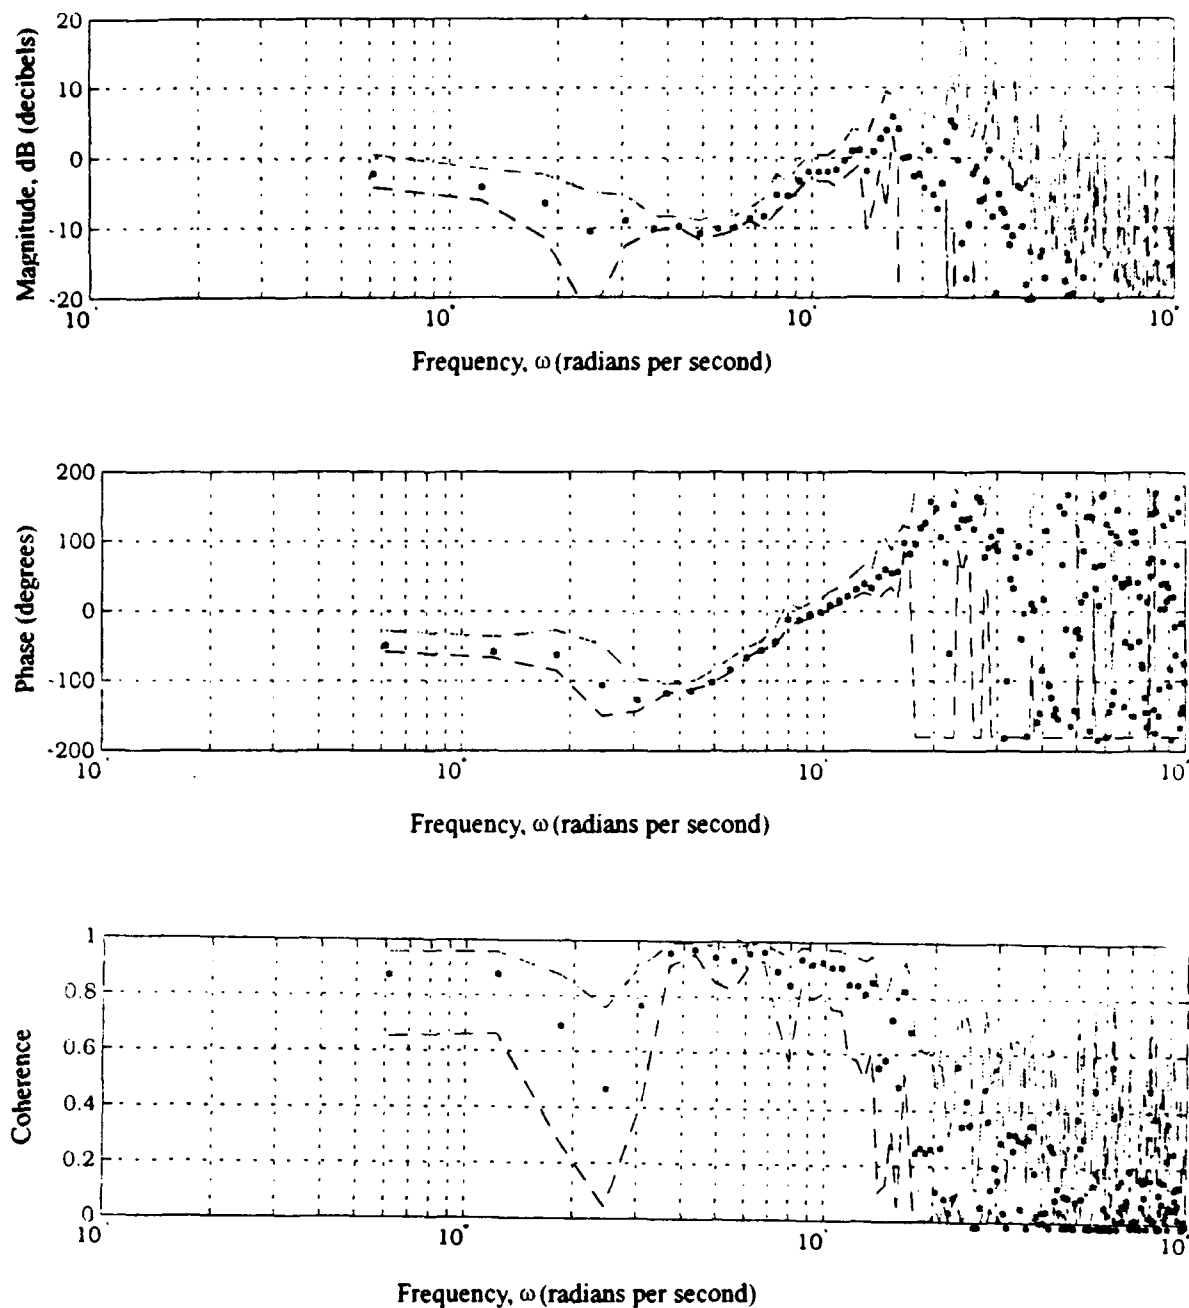 20
10
0
-10
-20
Magnitude, dB (decibels)
10 10 10 10
Frequency, ω (radians per second)
200
100
0
-100
-200
Phase (degrees)
10 10 10 10
Frequency, ω (radians per second)
1
0.8
0.6
0.4
0.2
0
Coherence
10 10 10 10
Frequency, ω (radians per second)